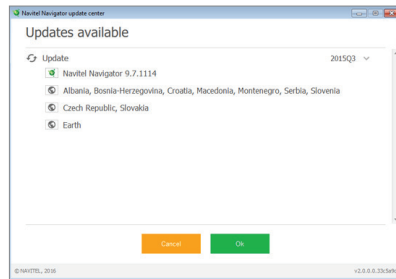 Navitel Navigator update center
Updates available
Update 2015Q3
Navitel Navigator 9.7.1114
Albania, Bosnia-Herzegovina, Croatia, Macedonia, Montenegro, Serbia, Slovenia
Czech Republic, Slovakia
Earth
Cancel Ok
© NAVITEL, 2016